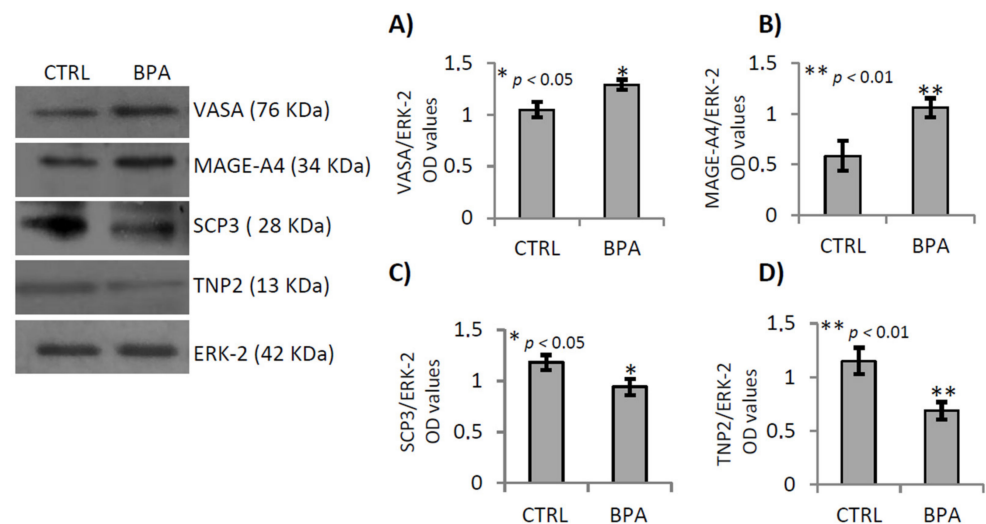 CTRL BPA
VASA (76 KDa)
MAGE-A4 (34 KDa)
SCP3 ( 28 KDa)
TNP2 (13 KDa)
ERK-2 (42 KDa)
A)
VASA/ERK-2
OD values
1.5
1
0.5
0
* p < 0.05
*
CTRL BPA
B)
MAGE-A4/ERK-2
OD values
1.5
1
0.5
0
** p < 0.01
**
CTRL BPA
C)
SCP3/ERK-2
OD values
1.5
1
0.5
0
* p < 0.05
*
CTRL BPA
D)
TNP2/ERK-2
OD values
1.5
1
0.5
0
** p < 0.01
**
CTRL BPA